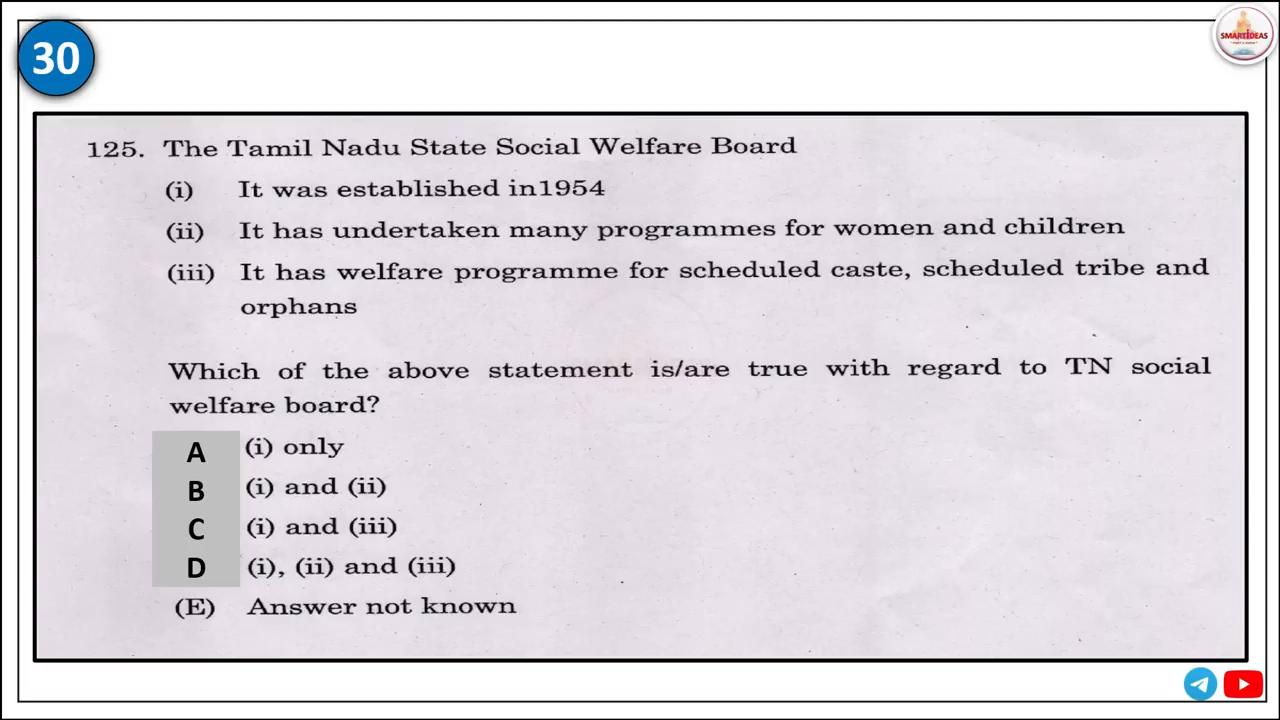 30
SMARTIDEAS
125. The Tamil Nadu State Social Welfare Board
(i) It was established in1954
(ii) It has undertaken many programmes for women and children
(iii) It has welfare programme for scheduled caste, scheduled tribe and
orphans
Which of the above statement is/are true with regard to TN social
welfare board?
A (i) only
B (i) and (ii)
C (i) and (iii)
D (i), (ii) and (iii)
(E) Answer not known